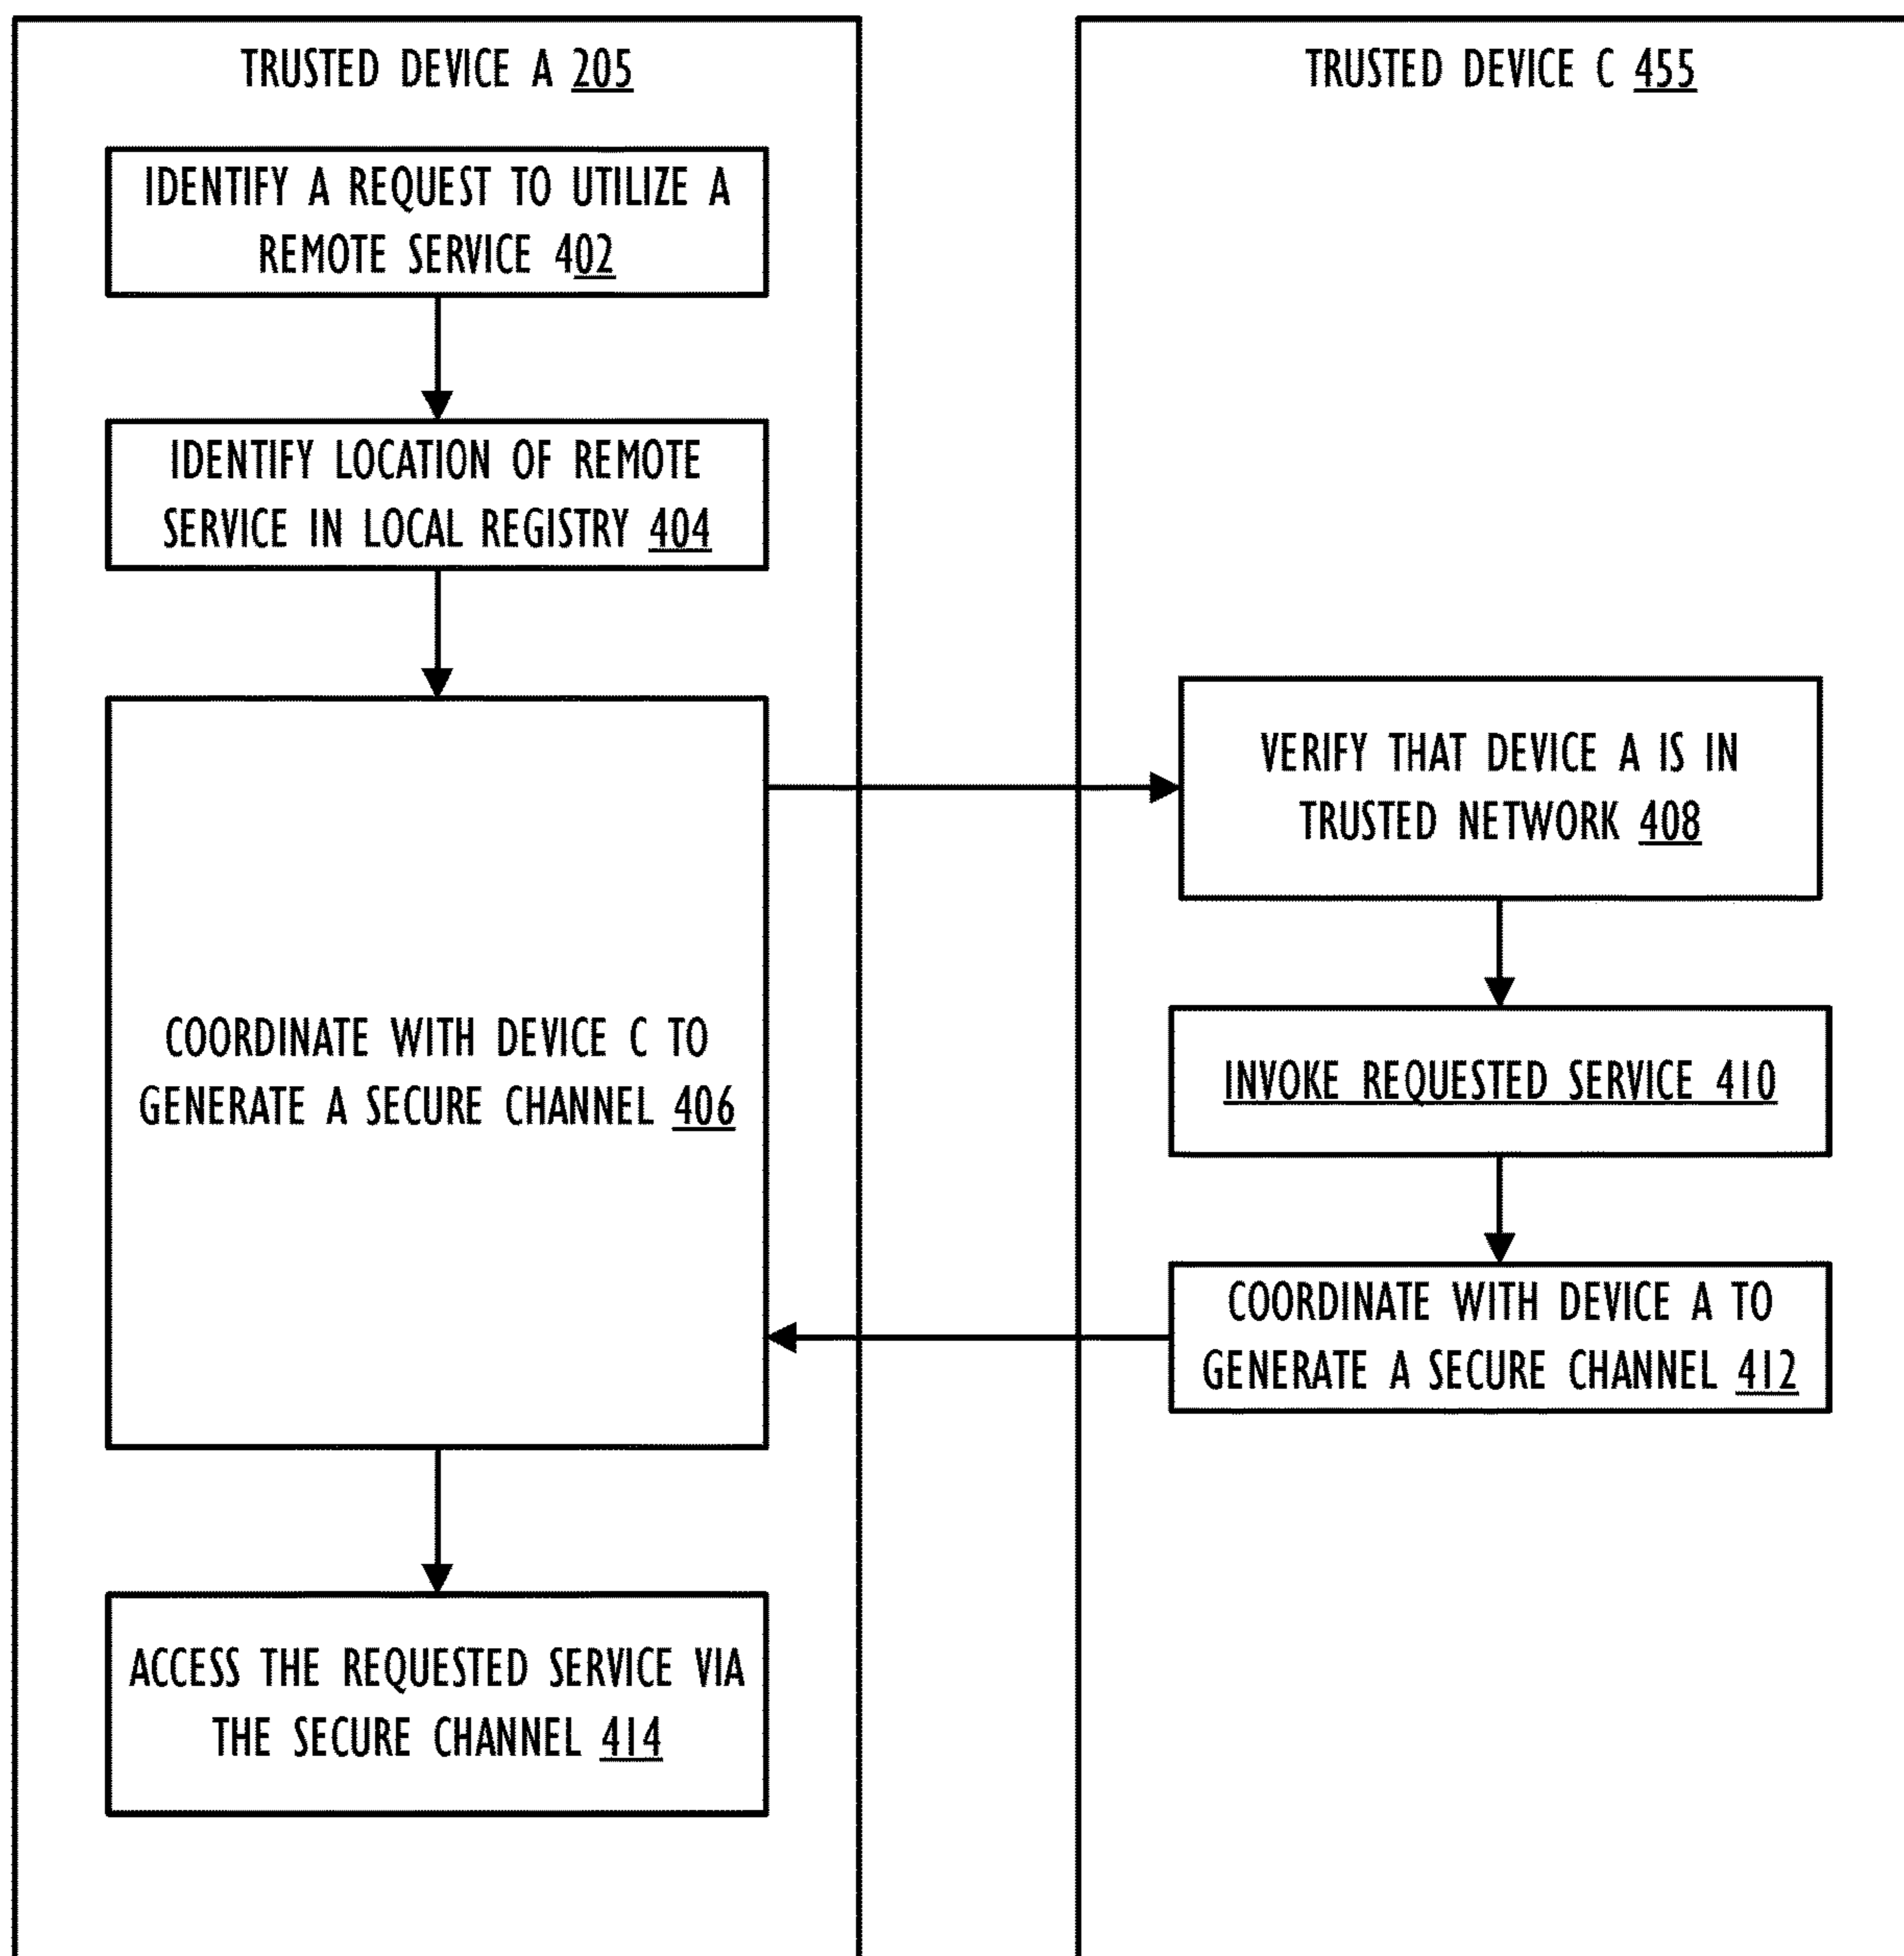 TRUSTED DEVICE A 205
IDENTIFY A REQUEST TO UTILIZE A
REMOTE SERVICE 402
IDENTIFY LOCATION OF REMOTE
SERVICE IN LOCAL REGISTRY 404
COORDINATE WITH DEVICE C TO
GENERATE A SECURE CHANNEL 406
ACCESS THE REQUESTED SERVICE VIA
THE SECURE CHANNEL 414
TRUSTED DEVICE C 455
VERIFY THAT DEVICE A IS IN
TRUSTED NETWORK 408
INVOKE REQUESTED SERVICE 410
COORDINATE WITH DEVICE A TO
GENERATE A SECURE CHANNEL 412